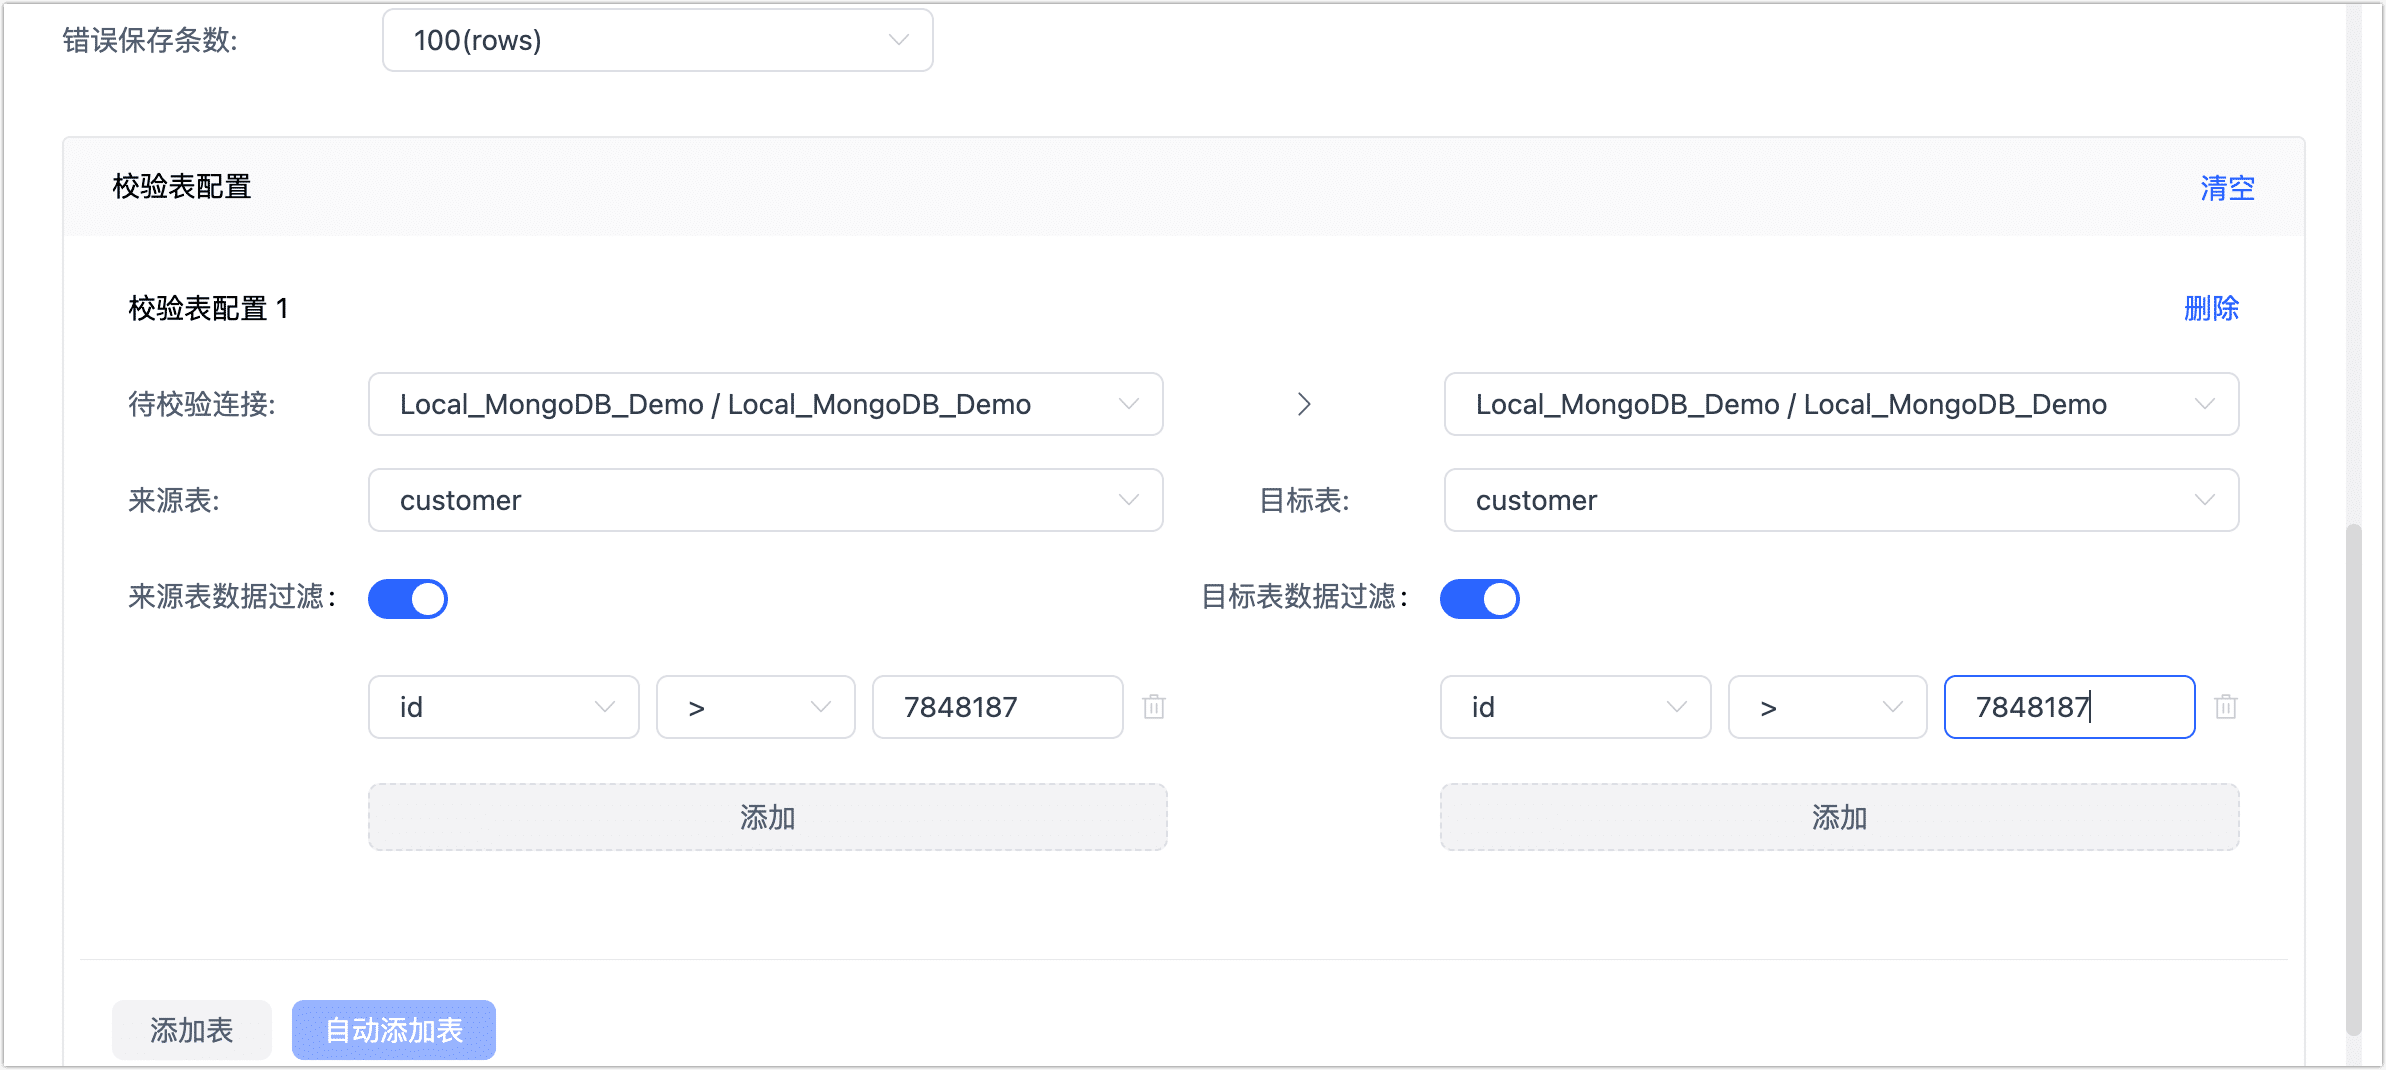 错误保存条数: 100(rows)
校验表配置 清空
校验表配置 1 删除
待校验连接: Local_MongoDB_Demo / Local_MongoDB_Demo > Local_MongoDB_Demo / Local_MongoDB_Demo
来源表: customer 目标表: customer
来源表数据过滤: 目标表数据过滤:
id > 7848187 id > 7848187
添加 添加
添加表 自动添加表